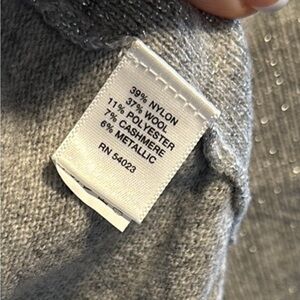 39% NYLON
37% WOOL
11% POLYESTER
7% CASHMERE
6% METALLIC
RN 54023